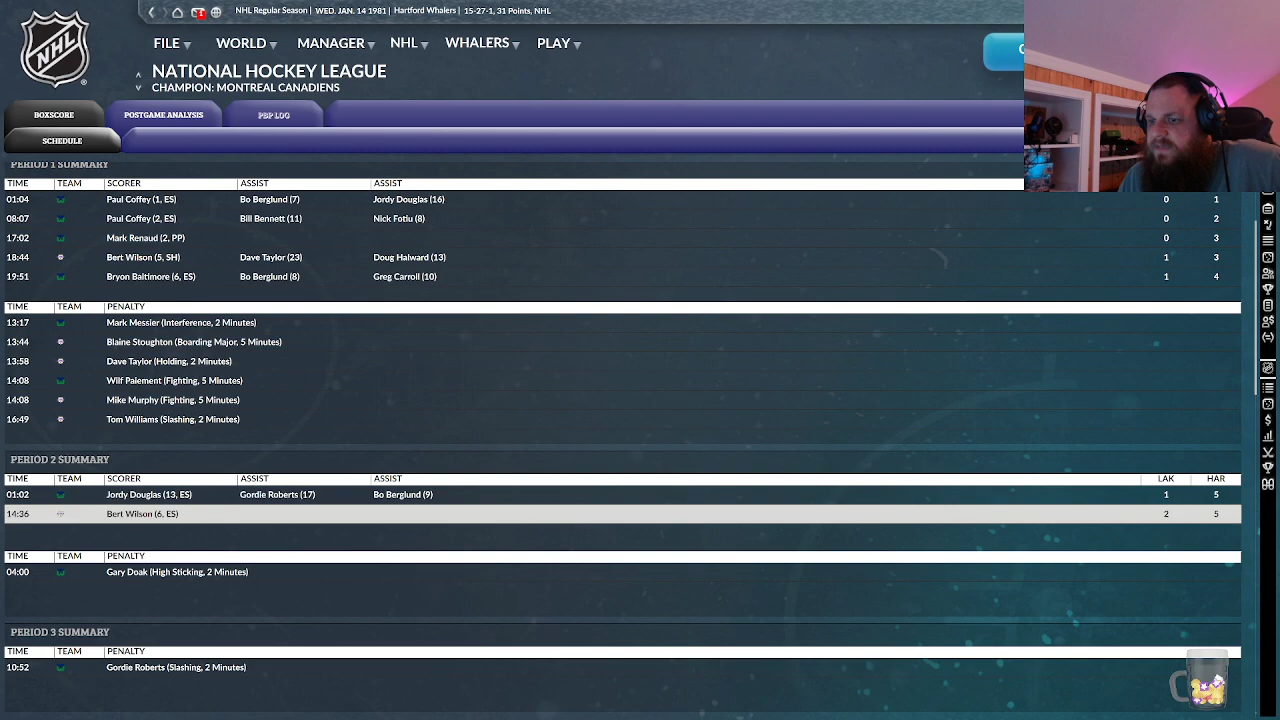 NHL Regular Season | WED. JAN. 14 1981 | Hartford Whalers | 15-27-1, 31 Points, NHL
1
NHL
FILE WORLD MANAGER NHL WHALERS PLAY
NATIONAL HOCKEY LEAGUE
CHAMPION: MONTREAL CANADIENS
BOXSCORE POSTGAME ANALYSIS PBP LOG
SCHEDULE
PERIOD 1 SUMMARY
TIME TEAM SCORER ASSIST ASSIST
01:04 Paul Coffey (1, ES) Bo Berglund (7) Jordy Douglas (16) 0 1
08:07 Paul Coffey (2, ES) Bill Bennett (11) Nick Fotlu (8) 0 2
17:02 Mark Renaud (2, PP) 0 3
18:44 Bert Wilson (5, SH) Dave Taylor (23) Doug Halward (13) 1 3
19:51 Bryon Baltimore (6, ES) Bo Berglund (8) Greg Carroll (10) 1 4
TIME TEAM PENALTY
13:17 Mark Messier (Interference, 2 Minutes)
13:44 Blaine Stoughton (Boarding Major, 5 Minutes)
13:58 Dave Taylor (Holding, 2 Minutes)
14:08 Wilf Paiement (Fighting, 5 Minutes)
14:08 Mike Murphy (Fighting, 5 Minutes)
16:49 Tom Williams (Slashing, 2 Minutes)
PERIOD 2 SUMMARY
TIME TEAM SCORER ASSIST ASSIST LAK HAR
01:02 Jordy Douglas (13, ES) Gordie Roberts (17) Bo Berglund (9) 1 5
14:36 Bert Wilson (6, ES) 2 5
TIME TEAM PENALTY
04:00 Gary Doak (High Sticking, 2 Minutes)
PERIOD 3 SUMMARY
TIME TEAM PENALTY
10:52 Gordie Roberts (Slashing, 2 Minutes)